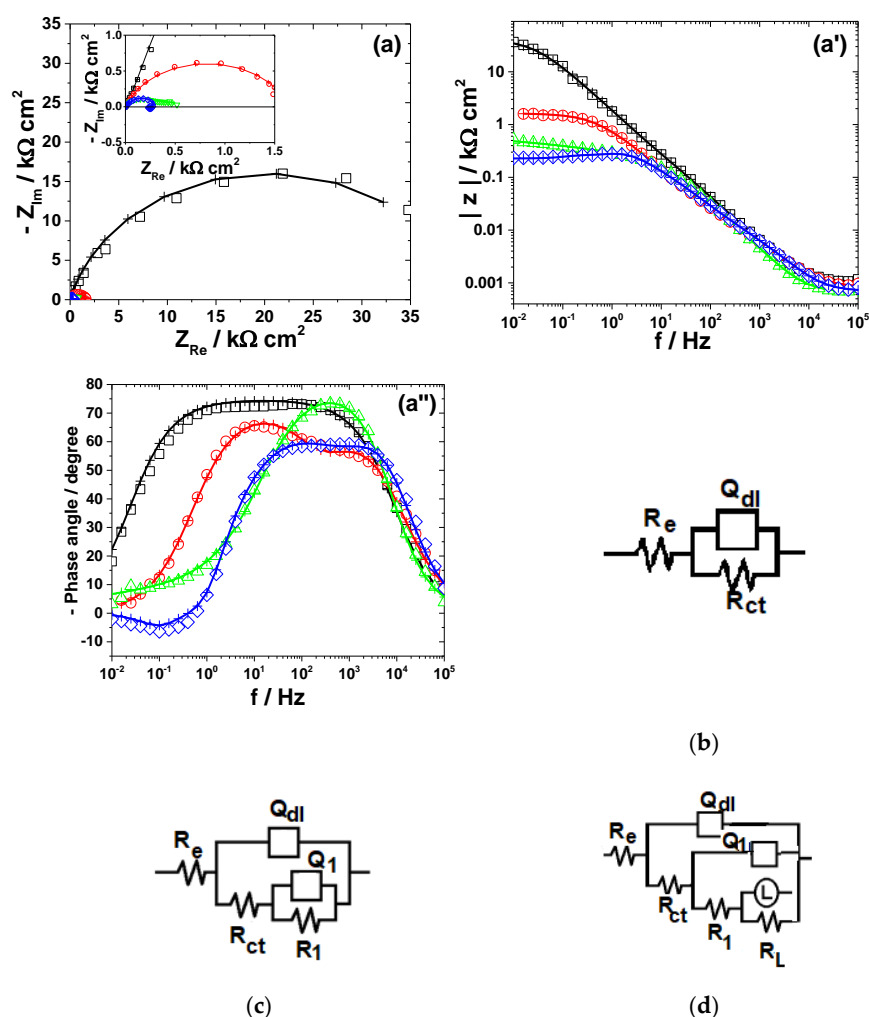 (a)
- Z_Im / kΩ cm²
35
30
25
20
15
10
5
0
0 5 10 15 20 25 30 35
Z_Re / kΩ cm²
- Z_Im / kΩ cm²
1.0
0.5
0.0
-0.5
0.0 0.5 1.0 1.5
Z_Re / kΩ cm²
(a')
| z | / kΩ cm²
10
1
0.1
0.01
0.001
10⁻² 10⁻¹ 10⁰ 10¹ 10² 10³ 10⁴ 10⁵
f / Hz
(a'')
- Phase angle / degree
80
70
60
50
40
30
20
10
0
-10
10⁻² 10⁻¹ 10⁰ 10¹ 10² 10³ 10⁴ 10⁵
f / Hz
Q_dl
R_e
R_ct
(b)
Q_dl
R_e
Q_1
R_ct R_1
(c)
Q_dl
R_e
Q_1
L
R_ct
R_1
R_L
(d)